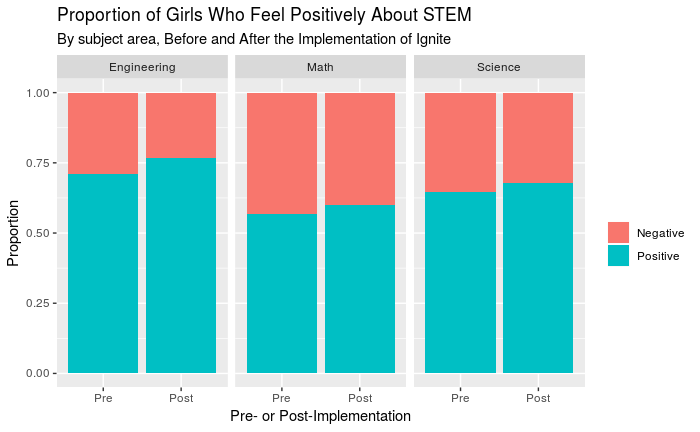 Proportion of Girls Who Feel Positively About STEM
By subject area, Before and After the Implementation of Ignite
Engineering
Math
Science
1.00
0.75
0.50
0.25
0.00
Proportion
Pre
Post
Pre
Post
Pre
Post
Pre- or Post-Implementation
Negative
Positive